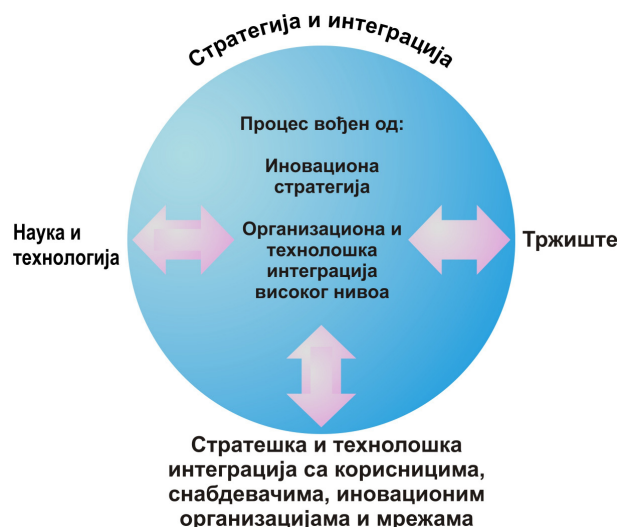 Стратегија и интеграција
Процес вођен од:
Иновациона
стратегија
Организациона и
технолошка
интеграција
високог нивоа
Наука и
технологија
Тржиште
Стратешка и технолошка
интеграција са корисницима,
снабдевачима, иновационим
организацијама и мрежама